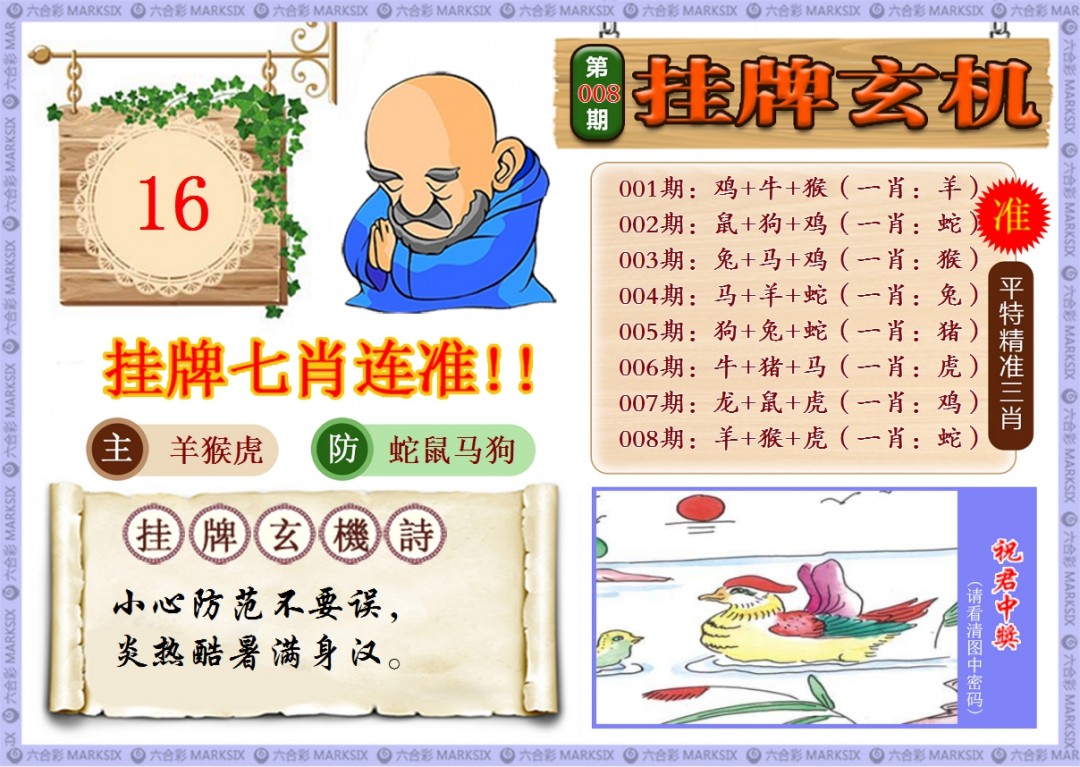 六合彩 MARKSIX
第008期
挂牌玄机
16
挂牌七肖连准!!
主 羊猴虎
防 蛇鼠马狗
001期：鸡+牛+猴（一肖：羊）
002期：鼠+狗+鸡（一肖：蛇）
003期：兔+马+鸡（一肖：猴）
004期：马+羊+蛇（一肖：兔）
005期：狗+兔+蛇（一肖：猪）
006期：牛+猪+马（一肖：虎）
007期：龙+鼠+虎（一肖：鸡）
008期：羊+猴+虎（一肖：蛇）
准
平特精准三肖
挂牌玄機詩
小心防范不要误，
炎热酷暑满身汉。
祝君中奖
（请看清图中密码）